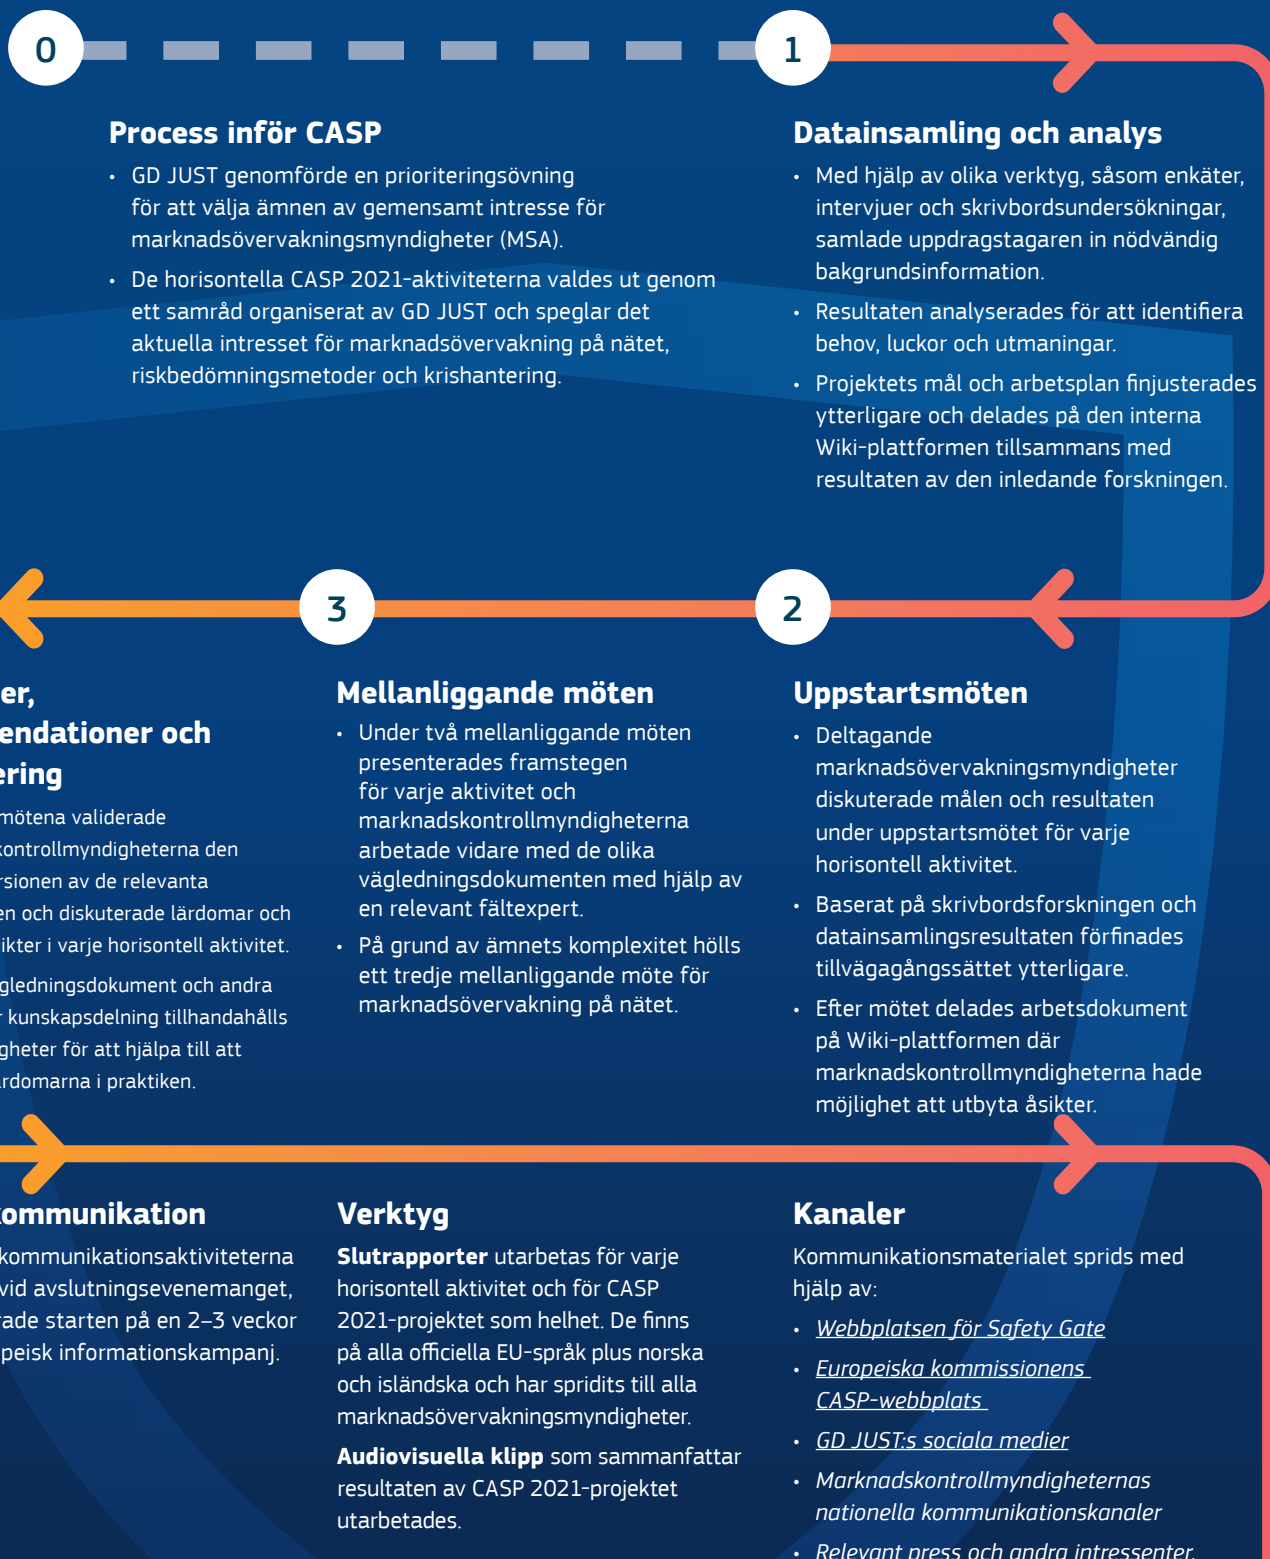 0
1
Process inför CASP
• GD JUST genomförde en prioriteringsövning
för att välja ämnen av gemensamt intresse för
marknadsövervakningsmyndigheter (MSA).
• De horisontella CASP 2021-aktiviteterna valdes ut genom
ett samråd organiserat av GD JUST och speglar det
aktuella intresset för marknadsövervakning på nätet,
riskbedömningsmetoder och krishantering.
Datainsamling och analys
• Med hjälp av olika verktyg, såsom enkäter,
intervjuer och skrivbordsundersökningar,
samlade uppdragstagaren in nödvändig
bakgrundsinformation.
• Resultaten analyserades för att identifiera
behov, luckor och utmaningar.
• Projektets mål och arbetsplan finjusterades
ytterligare och delades på den interna
Wiki-plattformen tillsammans med
resultaten av den inledande forskningen.
3
2
er,
endationer och
ering
mötena validerade
kontrollmyndigheterna den
rsionen av de relevanta
en och diskuterade lärdomar och
ikter i varje horisontell aktivitet.
gledningsdokument och andra
r kunskapsdelning tillhandahålls
gheter för att hjälpa till att
ärdomarna i praktiken.
Mellanliggande möten
• Under två mellanliggande möten
presenterades framstegen
för varje aktivitet och
marknadskontrollmyndigheterna
arbetade vidare med de olika
vägledningsdokumenten med hjälp av
en relevant fältexpert.
• På grund av ämnets komplexitet hölls
ett tredje mellanliggande möte för
marknadsövervakning på nätet.
Uppstartsmöten
• Deltagande
marknadsövervakningsmyndigheter
diskuterade målen och resultaten
under uppstartsmötet för varje
horisontell aktivitet.
• Baserat på skrivbordsforskningen och
datainsamlingsresultaten förfinades
tillvägagångssättet ytterligare.
• Efter mötet delades arbetsdokument
på Wiki-plattformen där
marknadskontrollmyndigheterna hade
möjlighet att utbyta åsikter.
ommunikation
kommunikationsaktiviteterna
vid avslutningsevenemanget,
rade starten på en 2–3 veckor
peisk informationskampanj.
Verktyg
Slutrapporter utarbetas för varje
horisontell aktivitet och för CASP
2021-projektet som helhet. De finns
på alla officiella EU-språk plus norska
och isländska och har spridits till alla
marknadsövervakningsmyndigheter.
Audiovisuella klipp som sammanfattar
resultaten av CASP 2021-projektet
utarbetades.
Kanaler
Kommunikationsmaterialet sprids med
hjälp av:
• Webbplatsen för Safety Gate
• Europeiska kommissionens
CASP-webbplats
• GD JUST:s sociala medier
• Marknadskontrollmyndigheternas
nationella kommunikationskanaler
• Relevant press och andra intressenter.